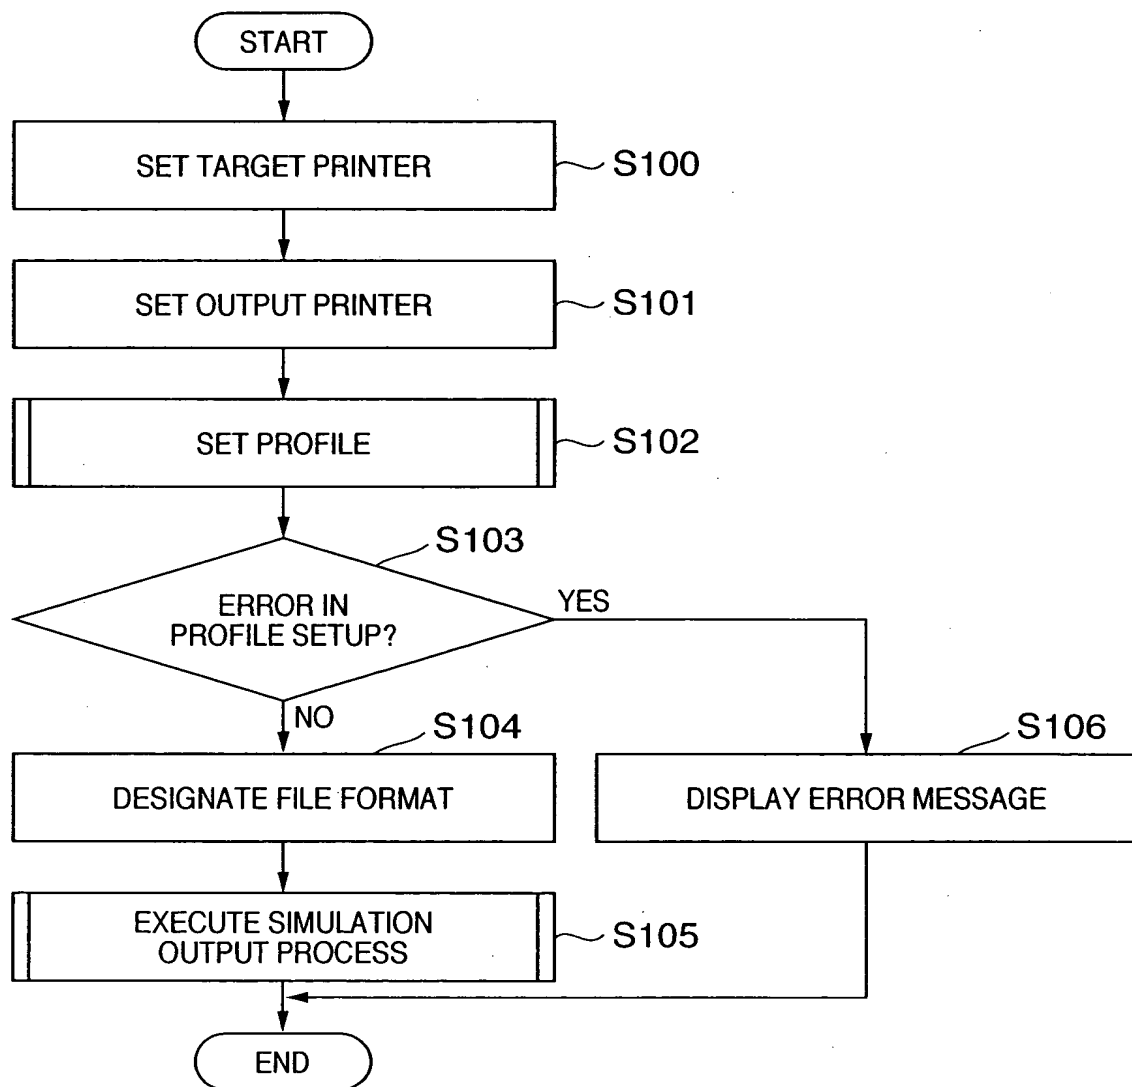 START
SET TARGET PRINTER
S100
SET OUTPUT PRINTER
S101
SET PROFILE
S102
S103
ERROR IN
PROFILE SETUP?
YES
NO
S104
DESIGNATE FILE FORMAT
S106
DISPLAY ERROR MESSAGE
EXECUTE SIMULATION
OUTPUT PROCESS
S105
END